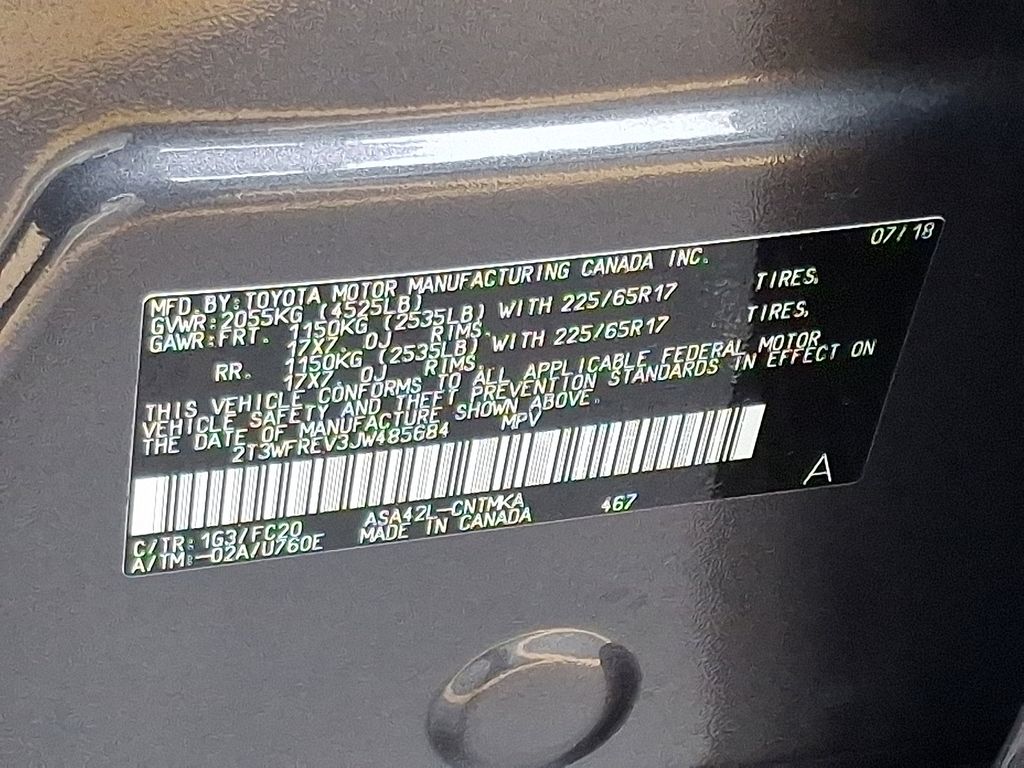 07/18
MFD.BY:TOYOTA MOTOR MANUFACTURING CANADA INC.
GVWR:2055KG (4525LB)
GAWR:FRT. 1150KG (2535LB) WITH 225/65R17 TIRES,
17X7.0J RIMS.
RR. 1150KG (2535LB) WITH 225/65R17 TIRES,
17X7.0J RIMS.
THIS VEHICLE CONFORMS TO ALL APPLICABLE FEDERAL MOTOR
VEHICLE SAFETY AND THEFT PREVENTION STANDARDS IN EFFECT ON
THE DATE OF MANUFACTURE SHOWN ABOVE.
2T3WFREV3JW485684 MPV
A
C/TR:1G3/FC20 ASA42L-CNTMKA 467
A/TM:-02A/U760E MADE IN CANADA